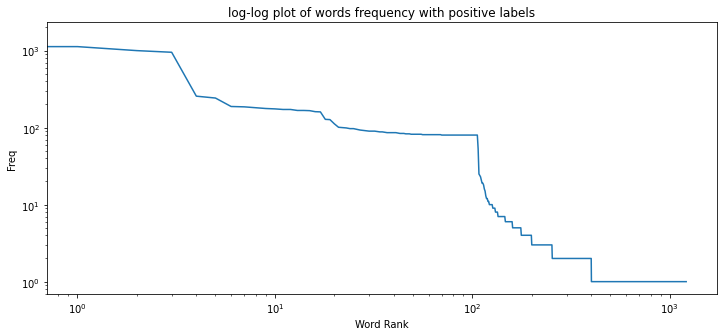 log-log plot of words frequency with positive labels
Freq
10³
10²
10¹
10⁰
10⁰ 10¹ 10² 10³
Word Rank